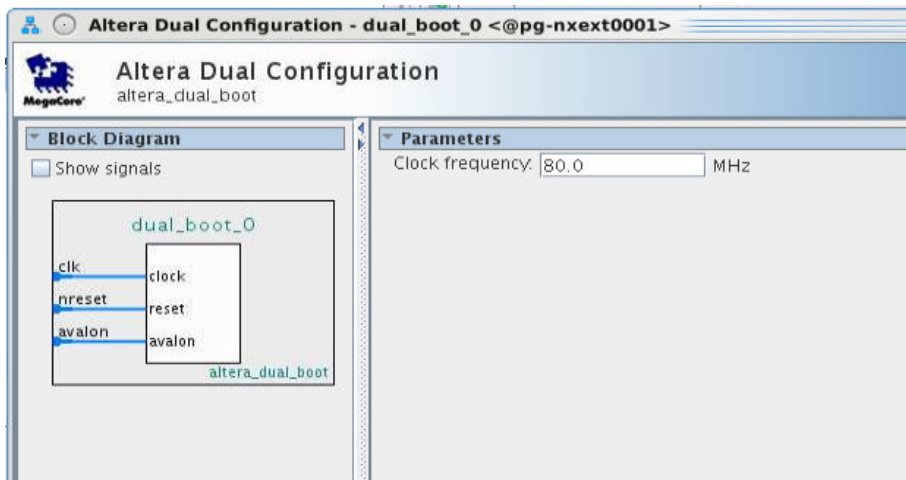 Altera Dual Configuration - dual_boot_0 <@pg-nxext0001>
MegaCore'
Altera Dual Configuration
altera_dual_boot
Block Diagram
Show signals
dual_boot_0
clk
clock
nreset
reset
avalon
avalon
altera_dual_boot
Parameters
Clock frequency: 80.0 MHz